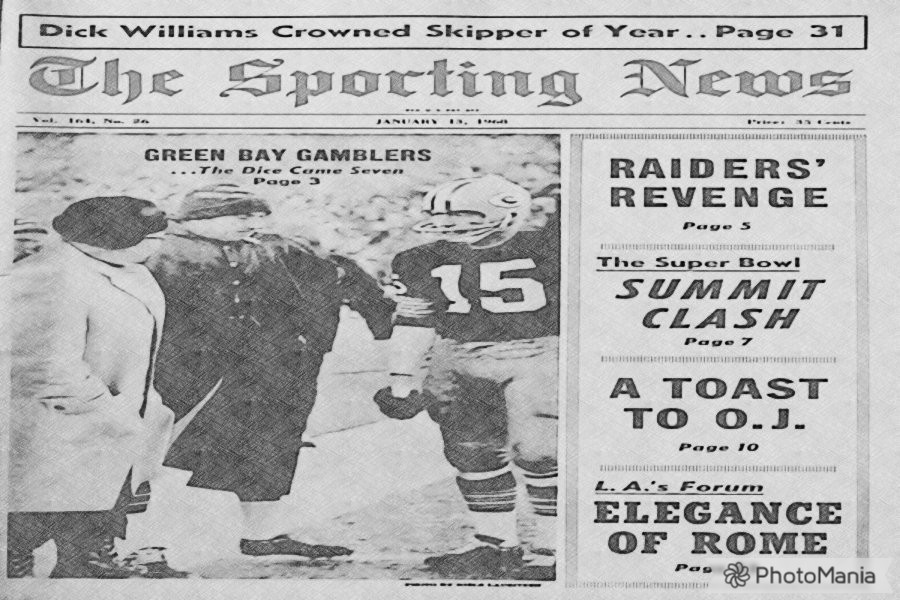 Dick Williams Crowned Skipper of Year..Page 31
The Sporting News
Vol. 164, No. 26
JANUARY 13, 1968
Price: 35 Cents
GREEN BAY GAMBLERS
...The Dice Came Seven
Page 3
15
RAIDERS'
REVENGE
Page 5
The Super Bowl
SUMMIT
CLASH
Page 7
A TOAST
TO O.J.
Page 10
L. A.'s Forum
ELEGANCE
OF ROME
PhotoMania